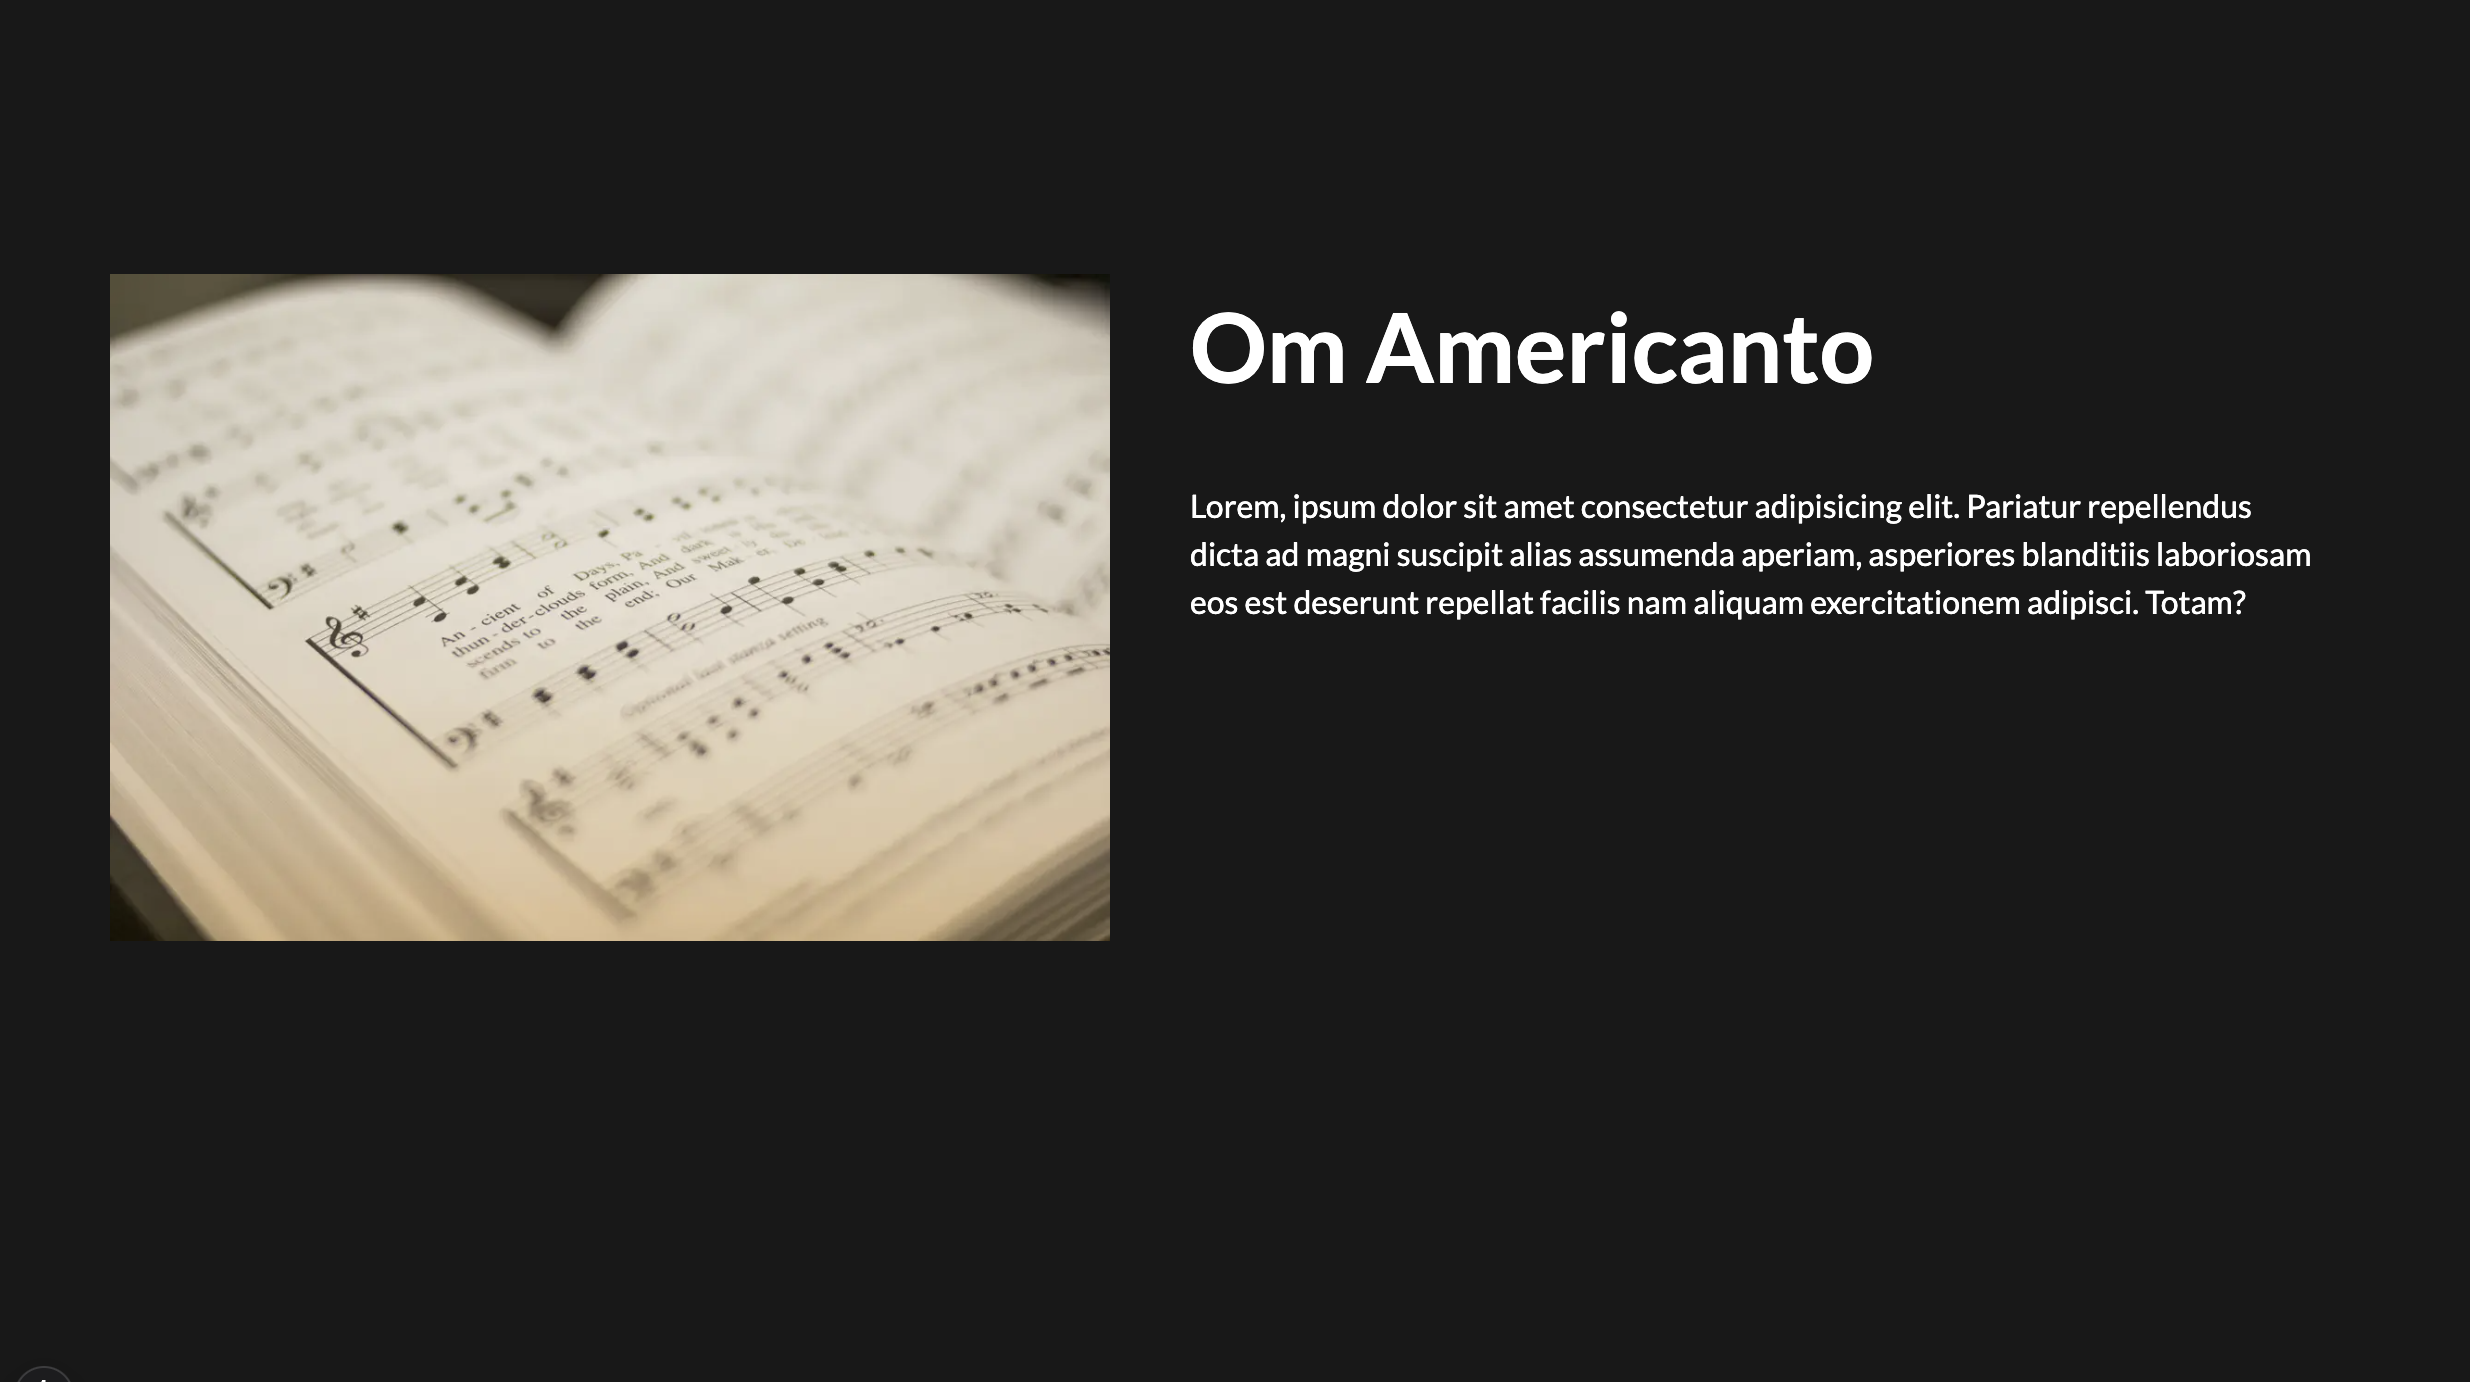 Om Americanto
Lorem, ipsum dolor sit amet consectetur adipisicing elit. Pariatur repellendus
dicta ad magni suscipit alias assumenda aperiam, asperiores blanditiis laboriosam
eos est deserunt repellat facilis nam aliquam exercitationem adipisci. Totam?
An - cient of Days, Pa -
thun - der - clouds form, And dark
scends to the plain, And sweet
firm to the end; Our Mak - er,
Optional last stanza setting